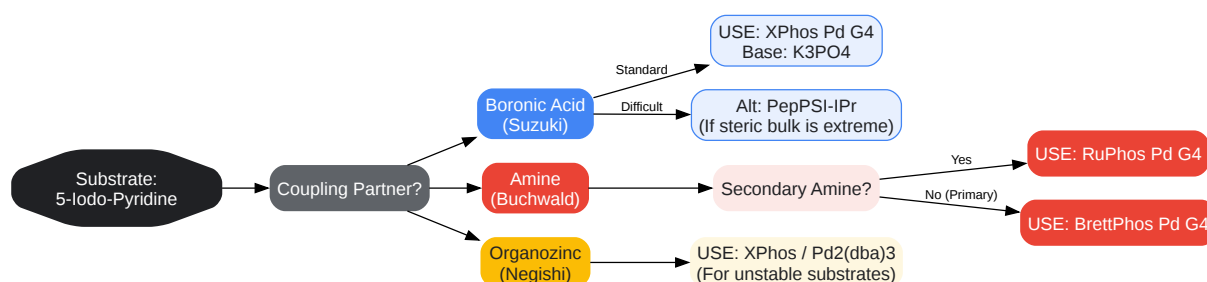 Substrate:
5-Iodo-Pyridine
Coupling Partner?
Boronic Acid
(Suzuki)
Standard
USE: XPhos Pd G4
Base: K3PO4
Difficult
Alt: PepPSI-IPr
(If steric bulk is extreme)
Amine
(Buchwald)
Secondary Amine?
Yes
USE: RuPhos Pd G4
No (Primary)
USE: BrettPhos Pd G4
Organozinc
(Negishi)
USE: XPhos / Pd2(dba)3
(For unstable substrates)